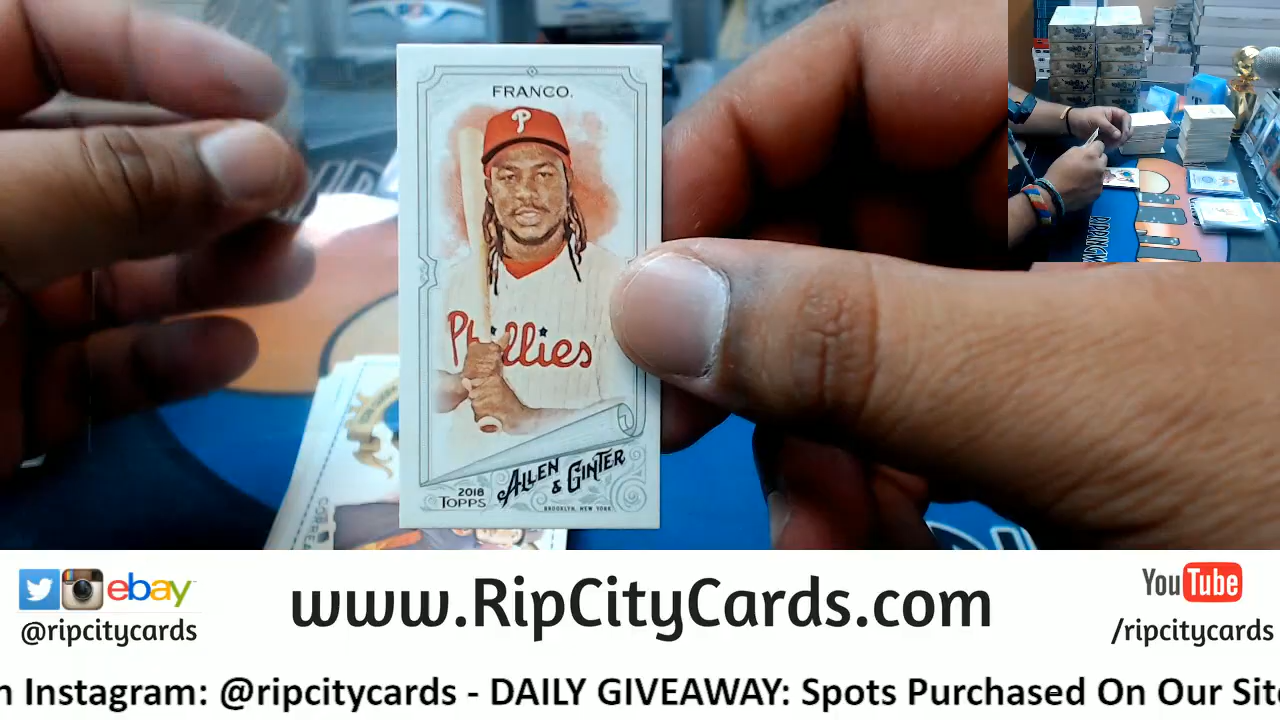 FRANCO.
P
Phillies
2018
TOPPS
ALLEN
& GINTER
BROOKLYN, NEW YORK
ebay
@ripcitycards
www.RipCityCards.com
YouTube
/ripcitycards
n Instagram: @ripcitycards - DAILY GIVEAWAY: Spots Purchased On Our Site